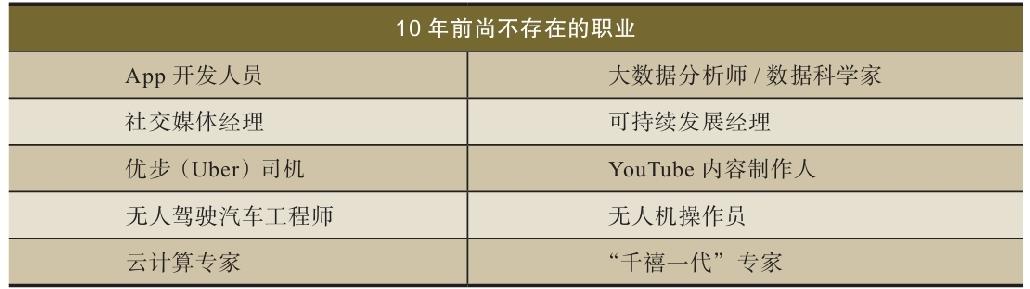 10 年前尚不存在的职业
App 开发人员 大数据分析师 / 数据科学家
社交媒体经理 可持续发展经理
优步（Uber）司机 YouTube 内容制作人
无人驾驶汽车工程师 无人机操作员
云计算专家 “千禧一代”专家